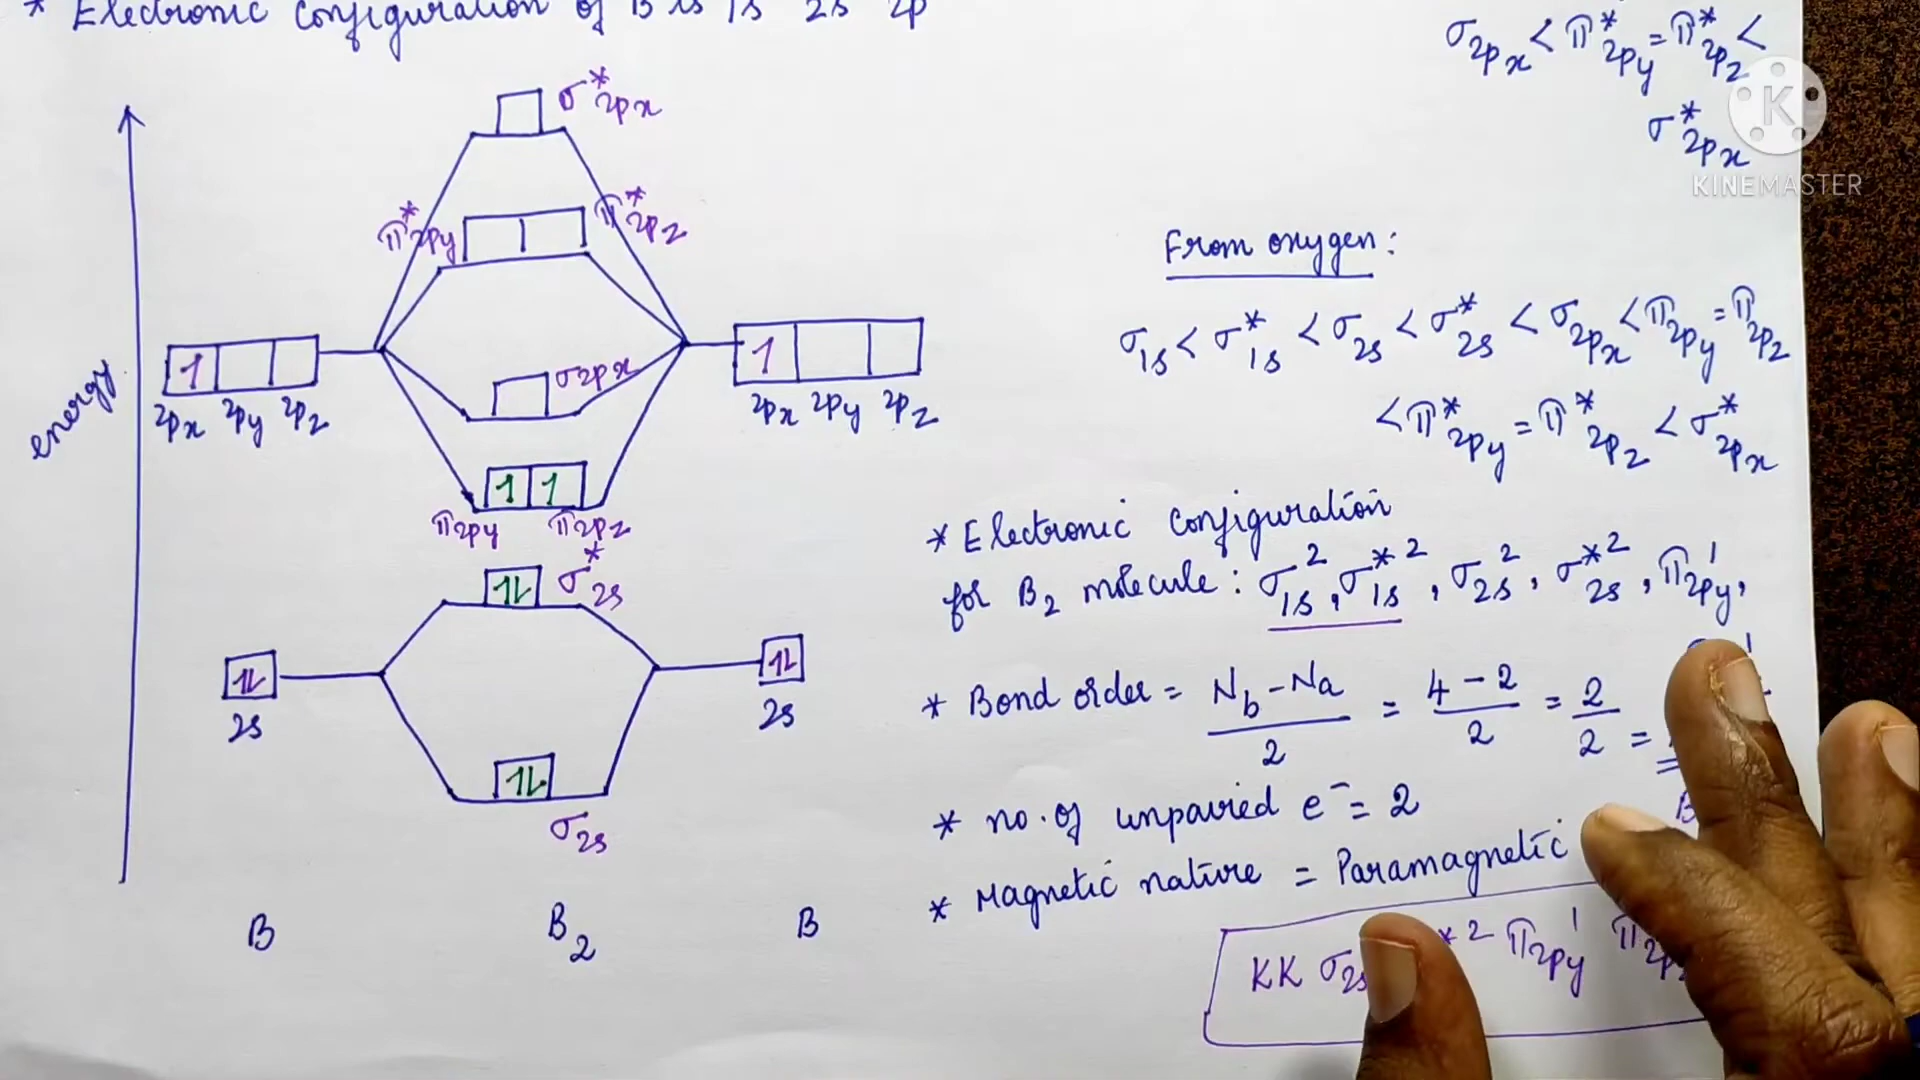 * Electronic configuration of B is 1s 2s 2p
σ2px < π*2py = π*2pz <
σ*2px
KINEMASTER
From oxygen:
σ1s < σ*1s < σ2s < σ*2s < σ2px < π2py = π2pz
< π*2py = π*2pz < σ*2px
energy
σ*2px
π*2py π*2pz
1 1
2px 2py 2pz σ2px 2px 2py 2pz
1 1
π2py π2pz
1L σ*2s
1L 1L
2s 2s
1L
σ2s
B B2 B
* Electronic configuration
for B2 molecule: σ1s², σ*1s², σ2s², σ*2s², π2py¹,
* Bond order = Nb - Na / 2 = 4 - 2 / 2 = 2 / 2 =
* no. of unpavied e⁻ = 2
* Magnetic nature = Paramagnetic
KK σ2s *2 π2py¹ π2p